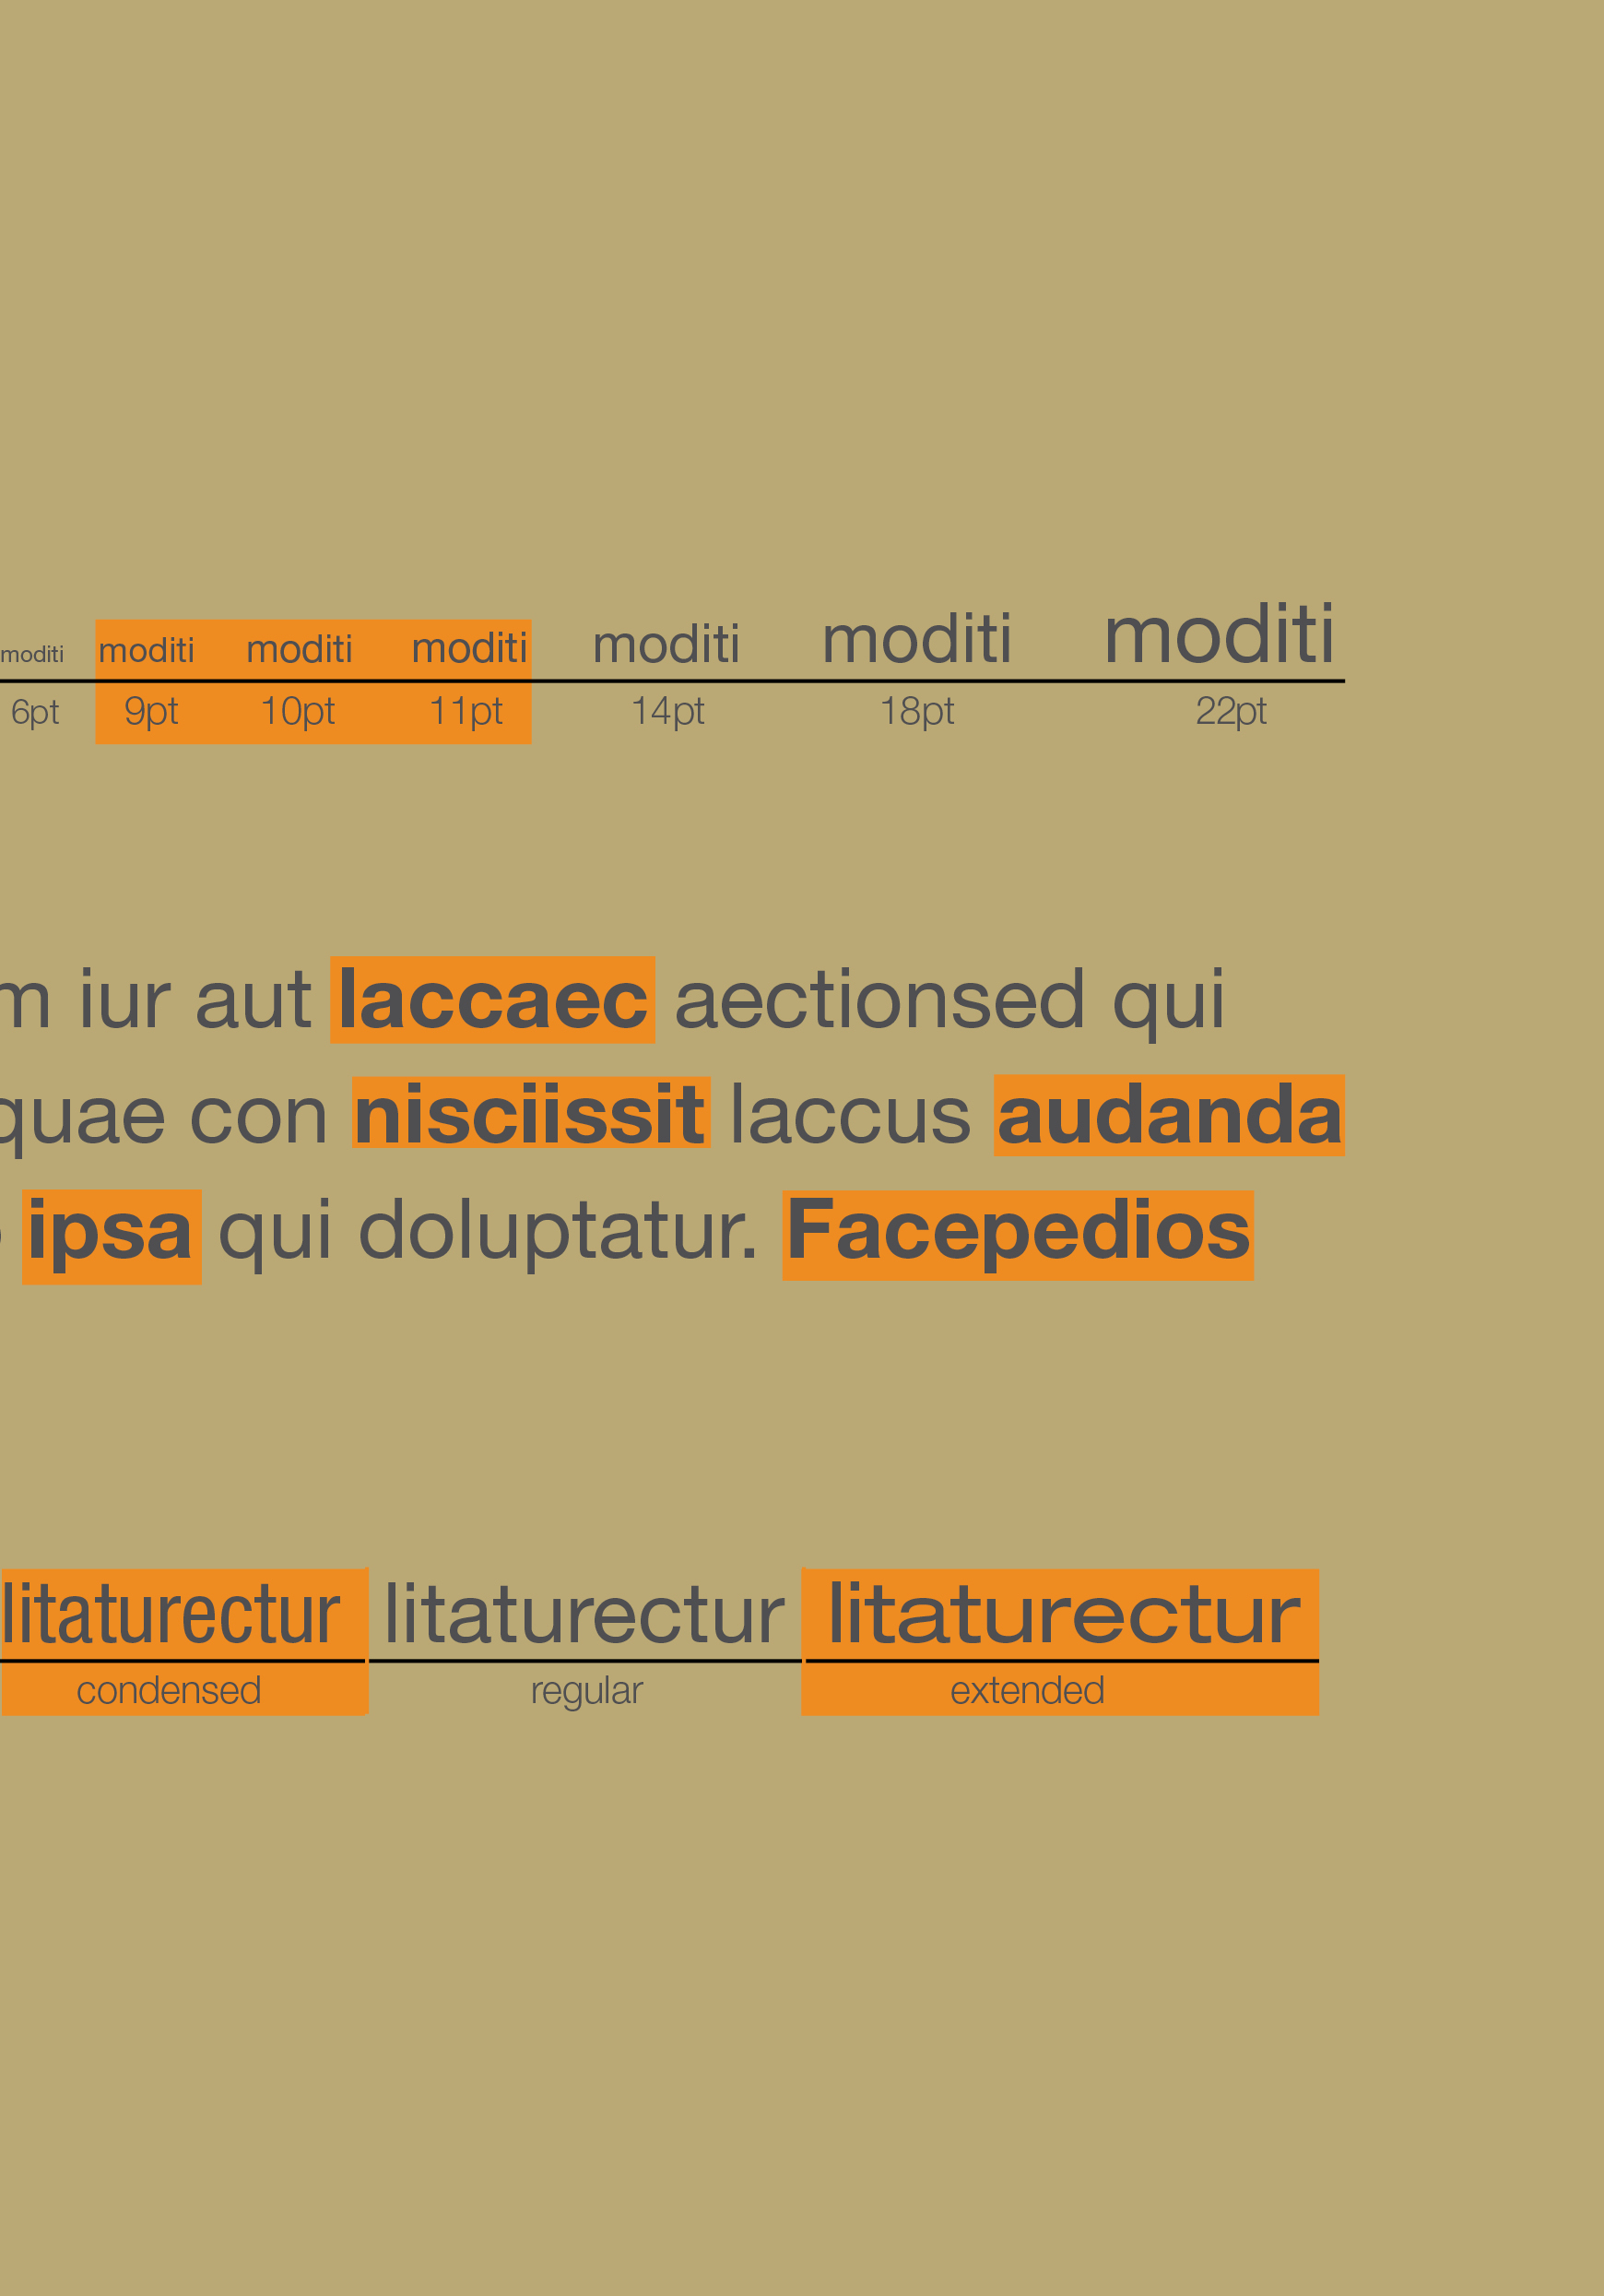 moditi moditi moditi moditi moditi moditi moditi
6pt 9pt 10pt 11pt 14pt 18pt 22pt
m iur aut laccaec aectionsed qui
quae con nisciissit laccus audanda
ipsa qui doluptatur. Facepedios
litaturectur litaturectur litaturectur
condensed regular extended